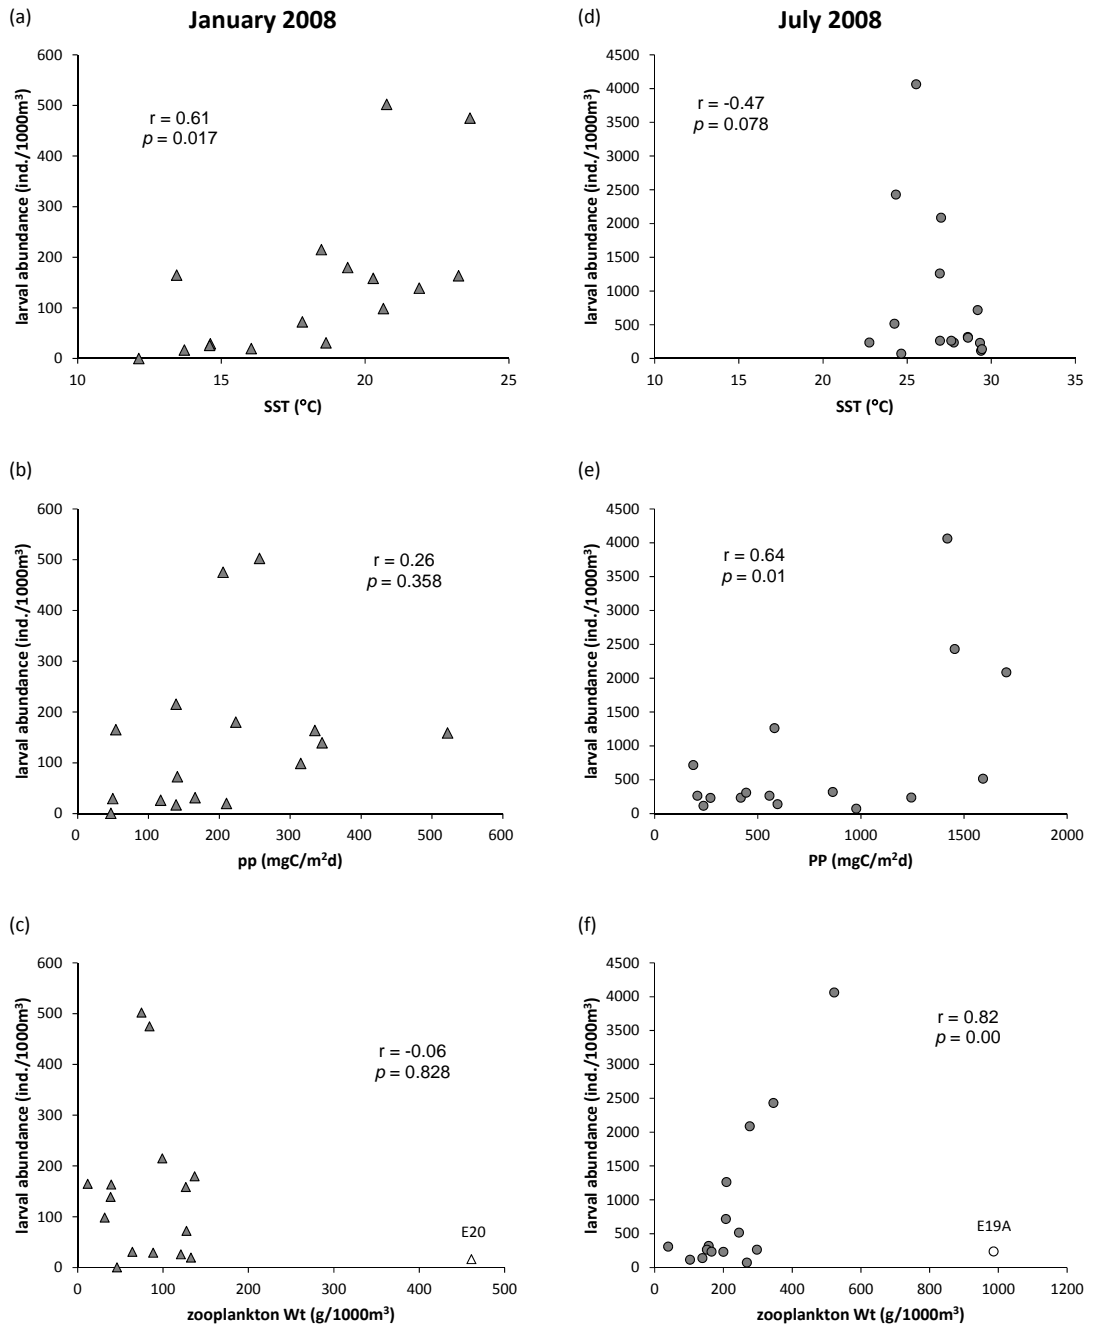 (a)
January 2008
600
500
400
300
200
100
0
larval abundance (ind./1000m³)
r = 0.61
p = 0.017
10 15 20 25
SST (°C)
(d)
July 2008
4500
4000
3500
3000
2500
2000
1500
1000
500
0
larval abundance (ind./1000m³)
r = -0.47
p = 0.078
10 15 20 25 30 35
SST (°C)
(b)
600
500
400
300
200
100
0
larval abundance (ind./1000m³)
r = 0.26
p = 0.358
0 100 200 300 400 500 600
pp (mgC/m²d)
(e)
4500
4000
3500
3000
2500
2000
1500
1000
500
0
larval abundance (ind./1000m³)
r = 0.64
p = 0.01
0 500 1000 1500 2000
PP (mgC/m²d)
(c)
600
500
400
300
200
100
0
larval abundance (ind./1000m³)
r = -0.06
p = 0.828
E20
0 100 200 300 400 500
zooplankton Wt (g/1000m³)
(f)
4500
4000
3500
3000
2500
2000
1500
1000
500
0
larval abundance (ind./1000m³)
r = 0.82
p = 0.00
E19A
0 200 400 600 800 1000 1200
zooplankton Wt (g/1000m³)